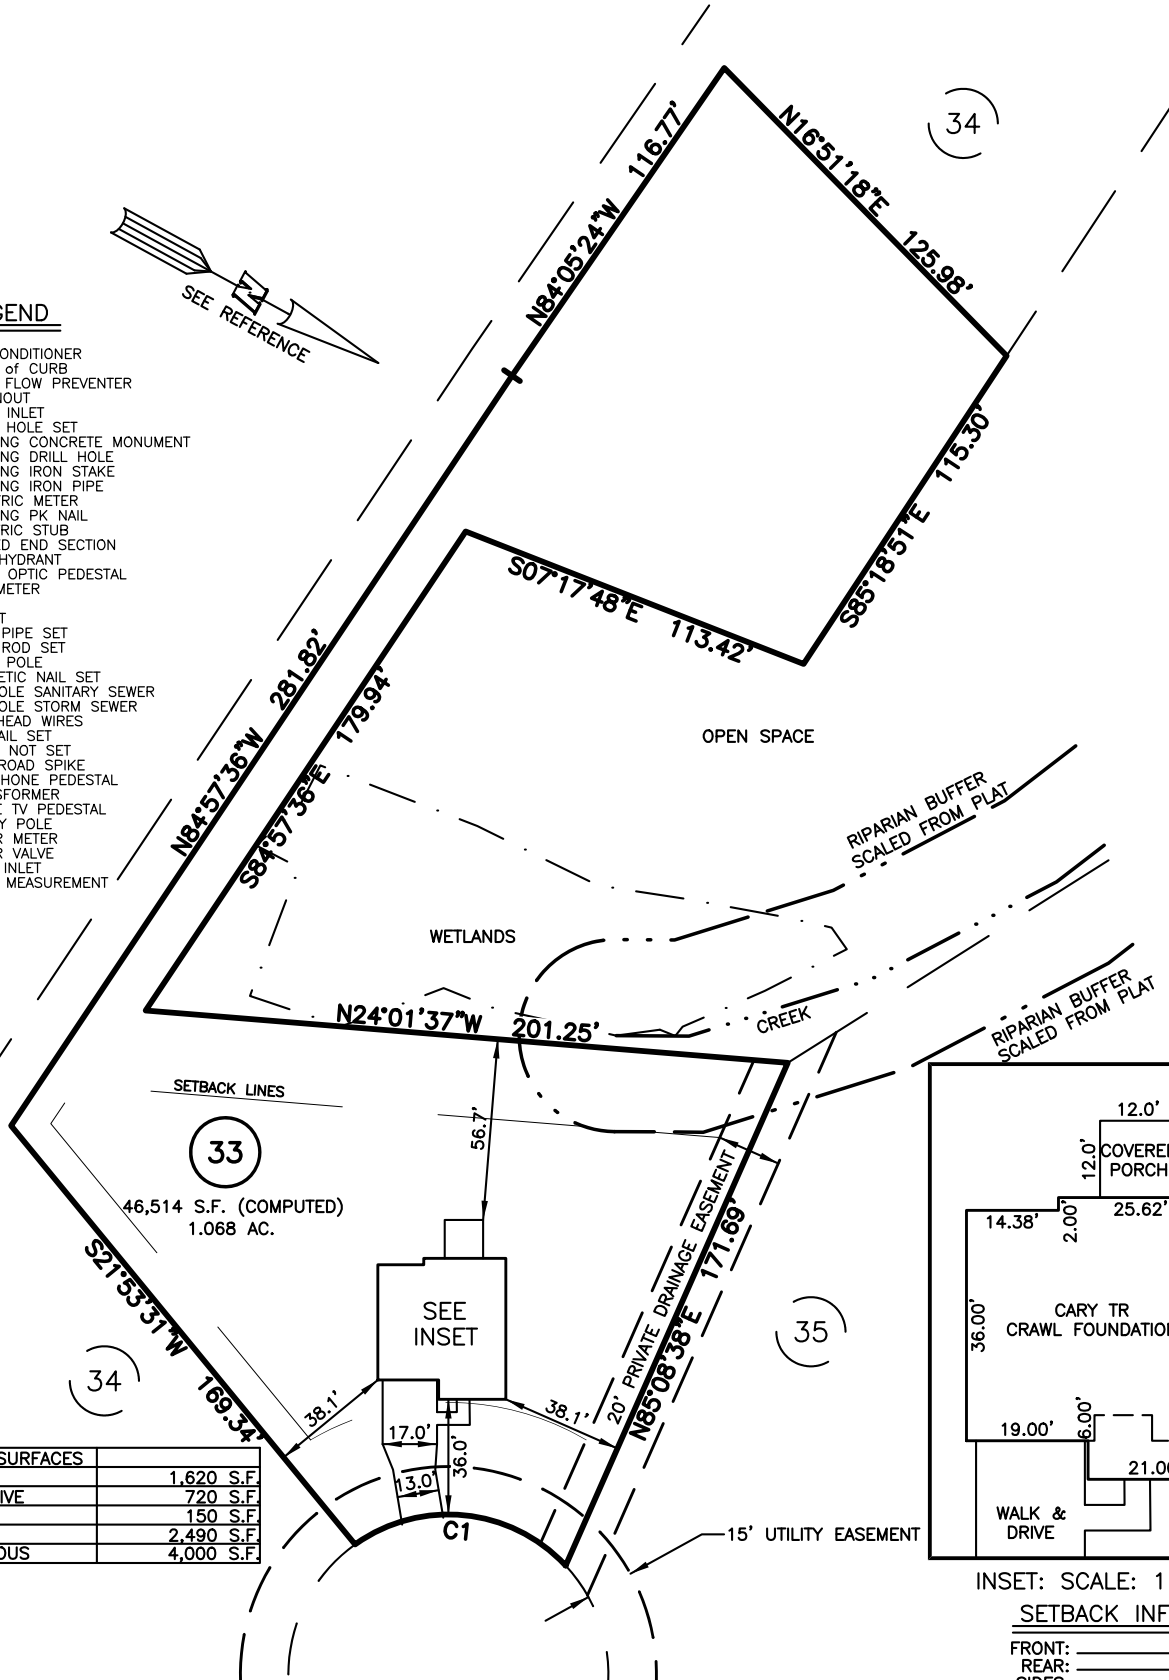 34
N84°05'24"W 116.77'
N16°51'18"E 125.98'
SEE REFERENCE
N
GEND
ONDITIONER
of CURB
FLOW PREVENTER
NOUT
INLET
HOLE SET
NG CONCRETE MONUMENT
NG DRILL HOLE
NG IRON STAKE
NG IRON PIPE
RIC METER
NG PK NAIL
RIC STUB
D END SECTION
HYDRANT
OPTIC PEDESTAL
METER
T
PIPE SET
ROD SET
POLE
ETIC NAIL SET
OLE SANITARY SEWER
OLE STORM SEWER
HEAD WIRES
AIL SET
NOT SET
ROAD SPIKE
HONE PEDESTAL
SFORMER
E TV PEDESTAL
Y POLE
R METER
R VALVE
INLET
MEASUREMENT
S85°18'51"E 115.30'
S07°17'48"E 113.42'
N84°57'36"W 281.82'
S84°57'36"E 179.94'
OPEN SPACE
RIPARIAN BUFFER
SCALED FROM PLAT
WETLANDS
N24°01'37"W 201.25'
CREEK
RIPARIAN BUFFER
SCALED FROM PLAT
SETBACK LINES
56.7'
33
46,514 S.F. (COMPUTED)
1.068 AC.
S21°53'31"W 169.34'
SEE
INSET
20' PRIVATE DRAINAGE EASEMENT
N85°08'38"E 171.69'
35
34
38.1'
38.1'
17.0'
36.0'
13.0'
C1
15' UTILITY EASEMENT
SURFACES
1,620 S.F.
IVE 720 S.F.
150 S.F.
2,490 S.F.
OUS 4,000 S.F.
12.0'
12.0'
COVERE
PORCH
14.38'
2.00'
25.62'
36.00'
CARY TR
CRAWL FOUNDATIO
19.00'
6.00'
21.0
WALK &
DRIVE
INSET: SCALE: 1
SETBACK INF
FRONT:
REAR: